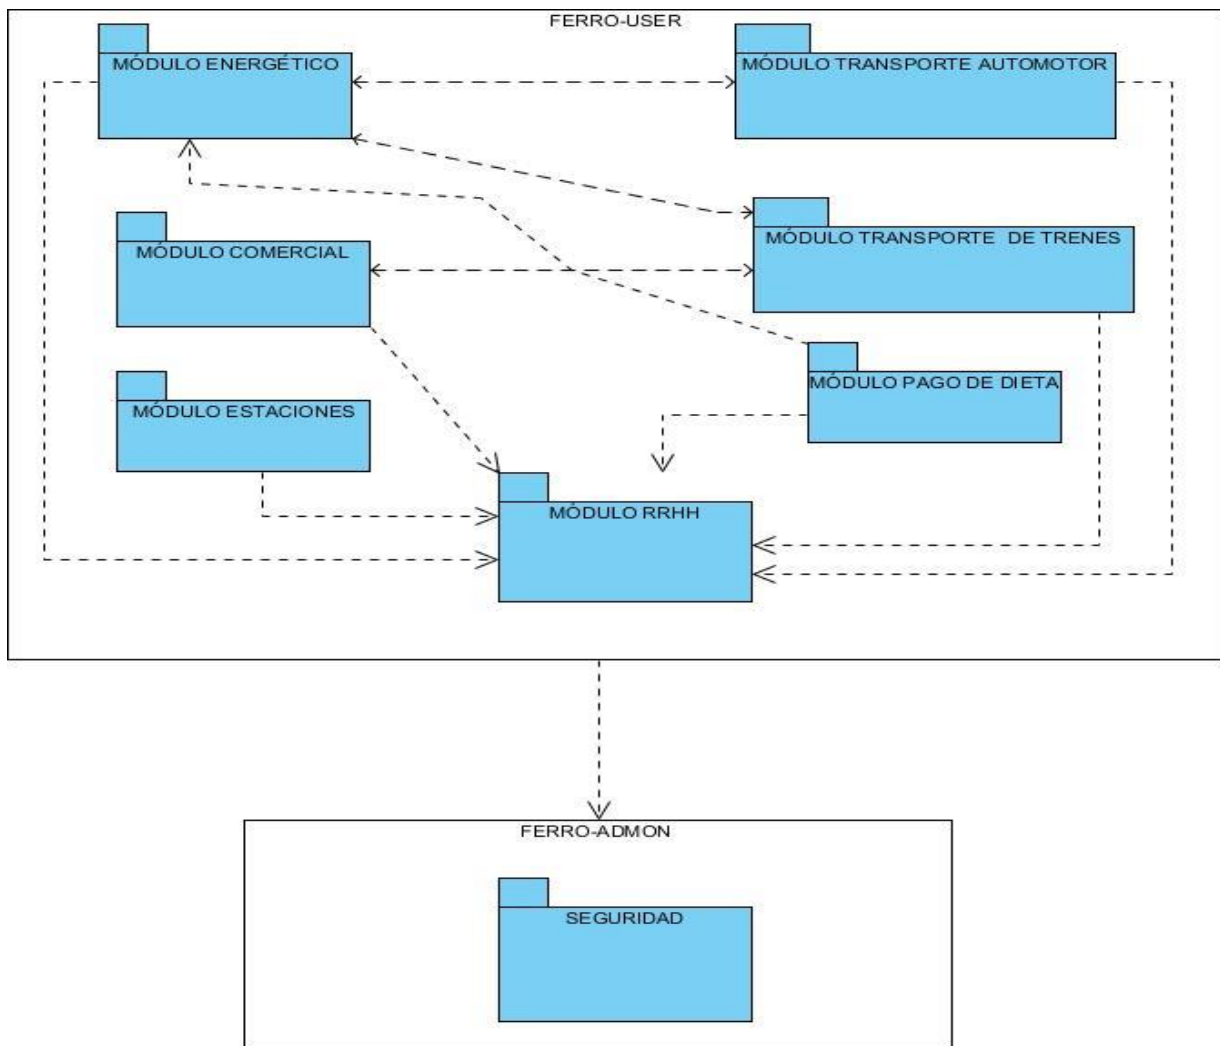 FERRO-USER
MÓDULO ENERGÉTICO
MÓDULO TRANSPORTE AUTOMOTOR
MÓDULO COMERCIAL
MÓDULO TRANSPORTE DE TRENES
MÓDULO ESTACIONES
MÓDULO PAGO DE DIETA
MÓDULO RRHH
FERRO-ADMON
SEGURIDAD